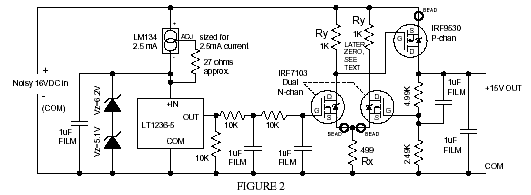 LM134
2.5 mA
+
-
ADJ
sized for
2.5mA current.
27 ohms
approx.
Ry
1K
Ry
1K
LATER
ZERO,
SEE
TEXT
BEAD
IRF9530
P-chan
S
G
D
+
Noisy 16VDC in
-
(COM)
1uF
FILM
Vz=6.2V
Vz=5.1V
+IN
OUT
LT1236-5
COM
10K
10K
10K
1uF
FILM
1uF
FILM
IRF7103
Dual
N-chan
D
G
S
D
G
S
BEAD
BEAD
499
Rx
4.99K
2.49K
1uF
FILM
1uF
FILM
+15V OUT
COM
FIGURE 2